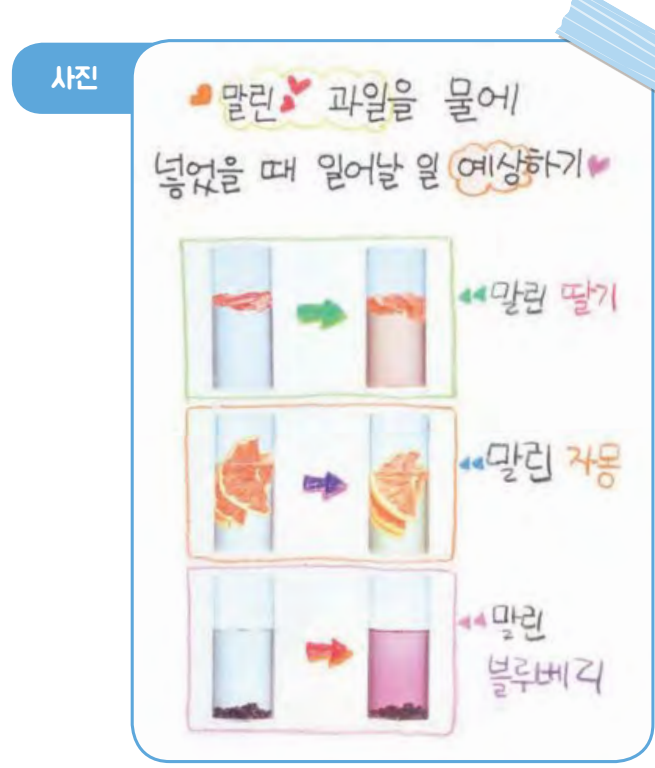 사진
말린 과일을 물에
넣었을 때 일어날 일 예상하기
말린 딸기
말린 자몽
말린
블루베리